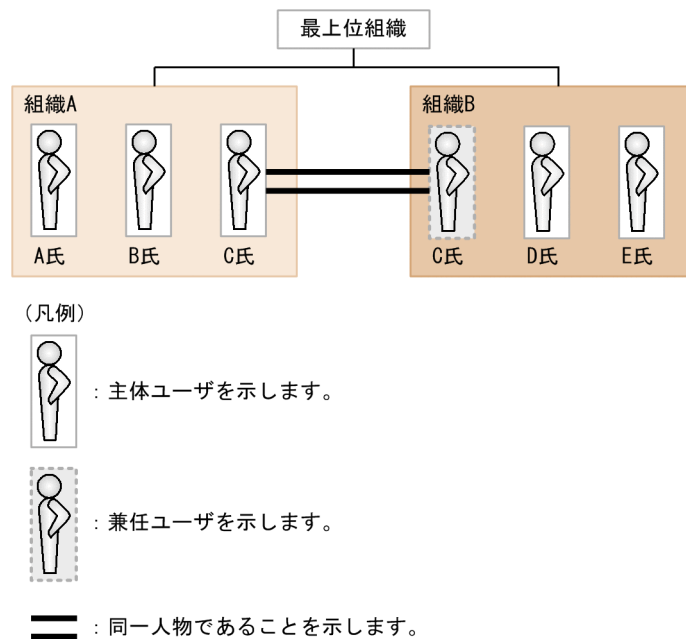 最上位組織
組織A
組織B
A氏
B氏
C氏
C氏
D氏
E氏
（凡例）
：主体ユーザを示します。
：兼任ユーザを示します。
：同一人物であることを示します。